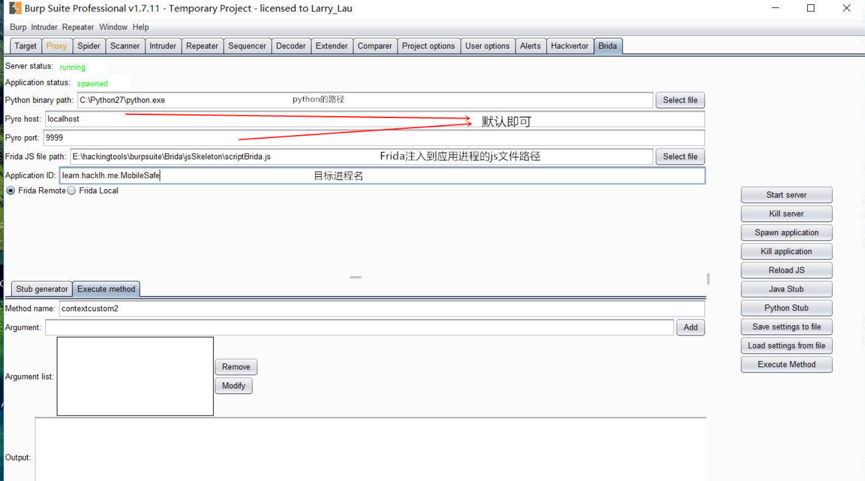 Burp Suite Professional v1.7.11 - Temporary Project - licensed to Larry_Lau
Burp Intruder Repeater Window Help
Target Proxy Spider Scanner Intruder Repeater Sequencer Decoder Extender Comparer Project options User options Alerts Hackvertor Brida
Server status: running
Application status: spawned
Python binary path: C:\Python27\python.exe python的路径 Select file
Pyro host: localhost
默认即可
Pyro port: 9999
Frida JS file path: E:\hackingtools\burpsuite\Brida\jsSkeleton\scriptBrida.js Frida注入到应用进程的js文件路径 Select file
Application ID: learn.hacklh.me.MobileSafe 目标进程名
Frida Remote Frida Local
Start server
Kill server
Spawn application
Kill application
Reload JS
Java Stub
Python Stub
Save settings to file
Load settings from file
Execute Method
Stub generator Execute method
Method name: contextcustom2
Argument: Add
Argument list:
Remove
Modify
Output: